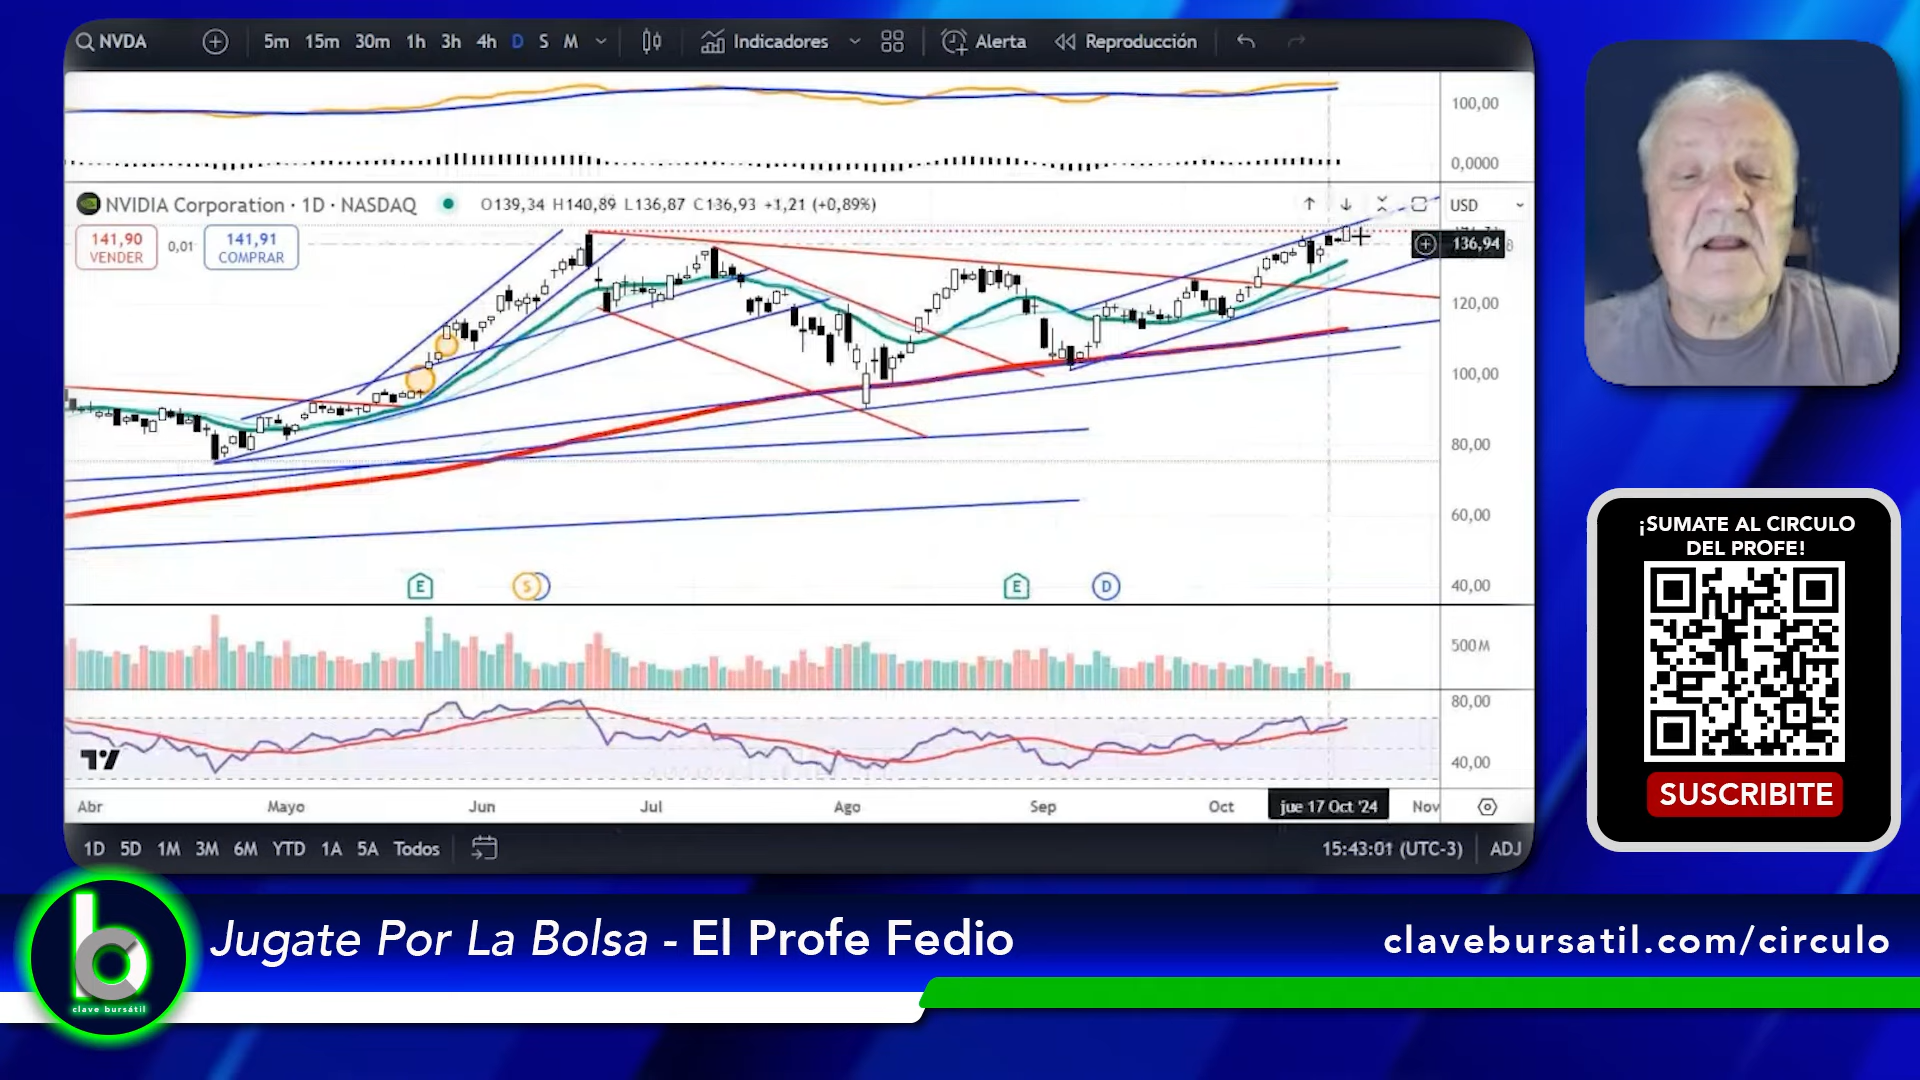 NVDA 5m 15m 30m 1h 3h 4h D S M Indicadores Alerta Reproducción
100,00
0,0000
NVIDIA Corporation · 1D · NASDAQ O139,34 H140,89 L136,87 C136,93 +1,21 (+0,89%) USD
141,90 VENDER
0,01
141,91 COMPRAR
136,94
120,00
100,00
80,00
60,00
40,00
E S E D
500M
80,00
40,00
Abr Mayo Jun Jul Ago Sep Oct jue 17 Oct '24 Nov
1D 5D 1M 3M 6M YTD 1A 5A Todos 15:43:01 (UTC-3) ADJ
¡SUMATE AL CIRCULO
DEL PROFE!
SUSCRIBITE
Jugate Por La Bolsa - El Profe Fedio
clavebursatil.com/circulo
clave bursátil